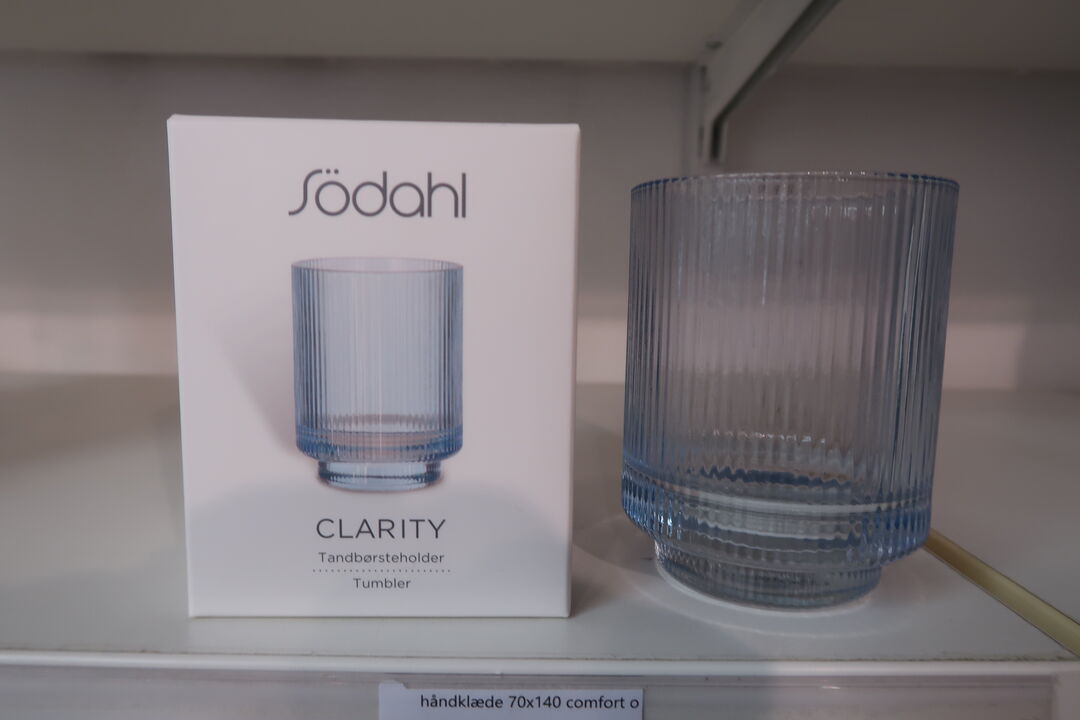 Södahl
CLARITY
Tandbørsteholder
Tumbler
håndklæde 70x140 comfort o